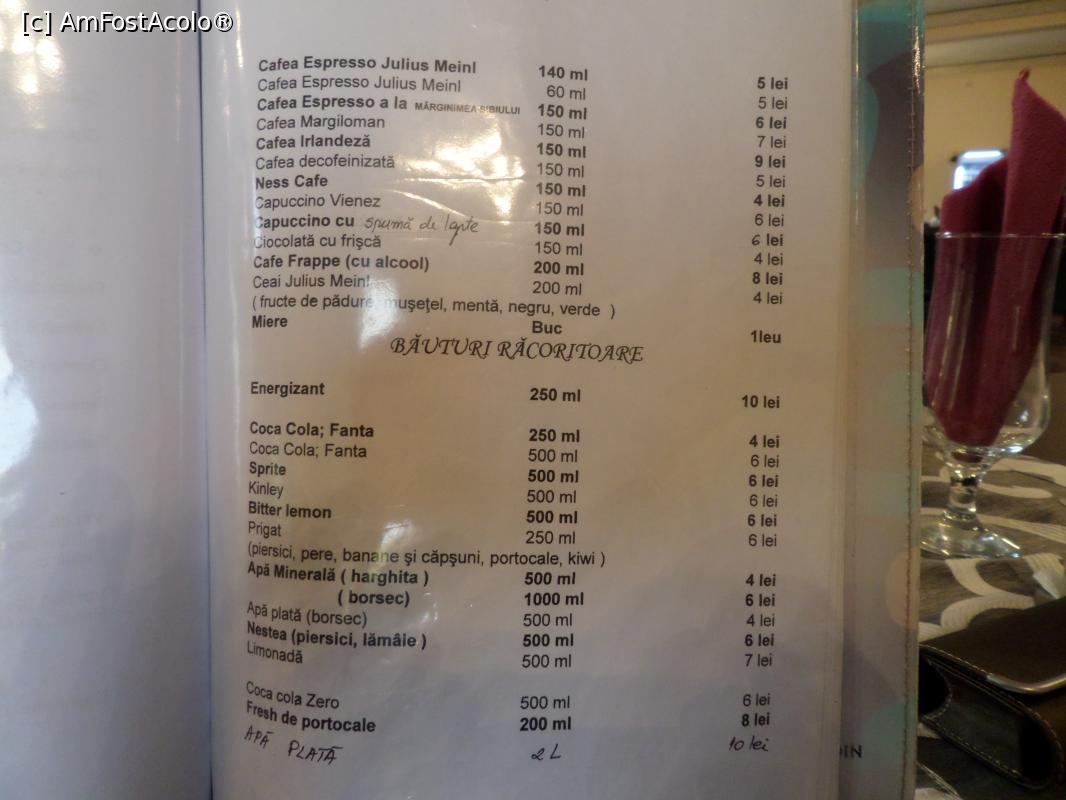 [c] AmFostAcolo®
Cafea Espresso Julius Meinl 140 ml 5 lei
Cafea Espresso Julius Meinl 60 ml 5 lei
Cafea Espresso a la MĂRGINIMEA SIBIULUI 150 ml 6 lei
Cafea Margiloman 150 ml 7 lei
Cafea Irlandeză 150 ml 9 lei
Cafea decofeinizată 150 ml 5 lei
Ness Cafe 150 ml 4 lei
Capuccino Vienez 150 ml 6 lei
Capuccino cu spumă de lapte 150 ml 6 lei
Ciocolată cu frişcă 150 ml 4 lei
Cafe Frappe (cu alcool) 200 ml 8 lei
Ceai Julius Meinl 200 ml 4 lei
( fructe de pădure, muşeţel, mentă, negru, verde )
Miere Buc 1leu
BĂUTURI RĂCORITOARE
Energizant 250 ml 10 lei
Coca Cola; Fanta 250 ml 4 lei
Coca Cola; Fanta 500 ml 6 lei
Sprite 500 ml 6 lei
Kinley 500 ml 6 lei
Bitter lemon 500 ml 6 lei
Prigat 250 ml 6 lei
(piersici, pere, banane şi căpşuni, portocale, kiwi )
Apă Minerală ( harghita ) 500 ml 4 lei
( borsec) 1000 ml 6 lei
Apă plată (borsec) 500 ml 4 lei
Nestea (piersici, lămâie ) 500 ml 6 lei
Limonadă 500 ml 7 lei
Coca cola Zero 500 ml 6 lei
Fresh de portocale 200 ml 8 lei
APĂ PLATĂ 2L 10 lei